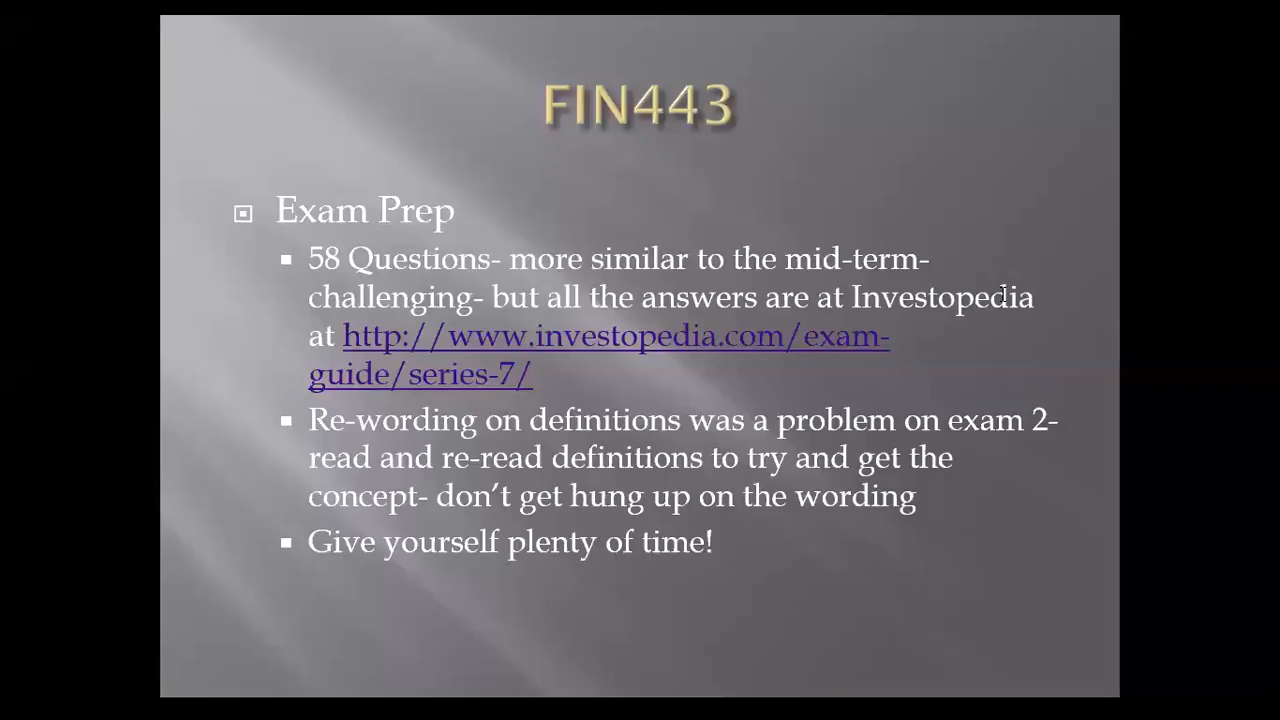 FIN443
Exam Prep
58 Questions- more similar to the mid-term-
challenging- but all the answers are at Investopedia
at http://www.investopedia.com/exam-
guide/series-7/
Re-wording on definitions was a problem on exam 2-
read and re-read definitions to try and get the
concept- don’t get hung up on the wording
Give yourself plenty of time!